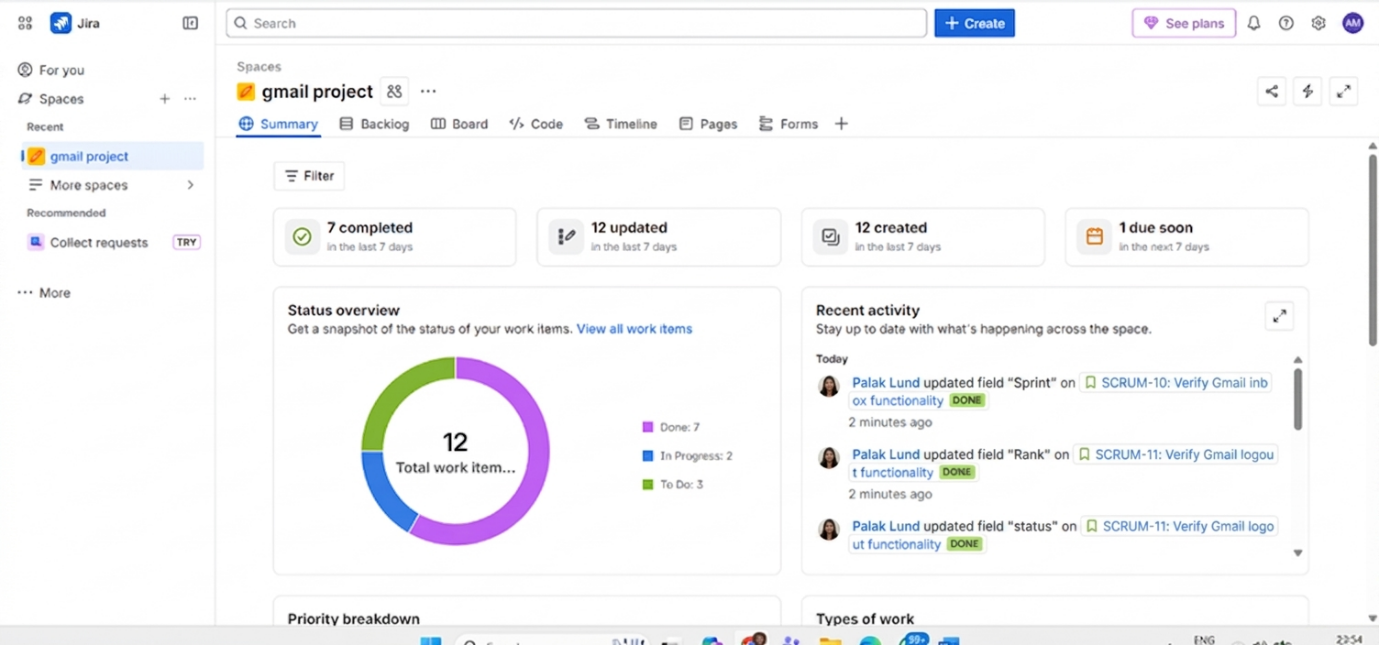 Jira
Search
+ Create
See plans
AM
For you
Spaces
Recent
gmail project
More spaces
Recommended
Collect requests TRY
More
Spaces
gmail project
Summary Backlog Board Code Timeline Pages Forms
Filter
7 completed
in the last 7 days
12 updated
in the last 7 days
12 created
in the last 7 days
1 due soon
in the next 7 days
Status overview
Get a snapshot of the status of your work items. View all work items
12
Total work item...
Done: 7
In Progress: 2
To Do: 3
Recent activity
Stay up to date with what's happening across the space.
Today
Palak Lund updated field "Sprint" on SCRUM-10: Verify Gmail inb
ox functionality DONE
2 minutes ago
Palak Lund updated field "Rank" on SCRUM-11: Verify Gmail logou
t functionality DONE
2 minutes ago
Palak Lund updated field "status" on SCRUM-11: Verify Gmail logo
ut functionality DONE
Priority breakdown
Types of work
99+
ENG
23:54